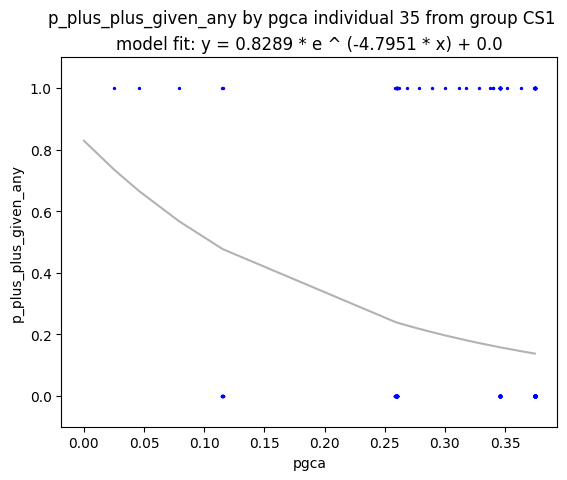 p_plus_plus_given_any by pgca individual 35 from group CS1
model fit: y = 0.8289 * e ^ (-4.7951 * x) + 0.0
1.0
0.8
0.6
0.4
0.2
0.0
p_plus_plus_given_any
0.00 0.05 0.10 0.15 0.20 0.25 0.30 0.35
pgca